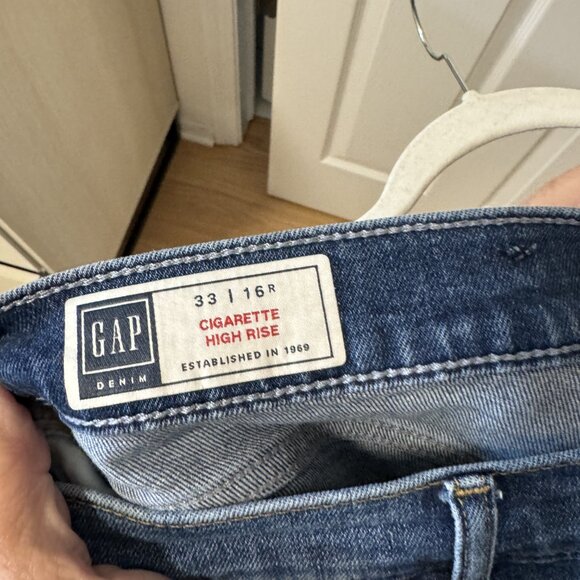 GAP
DENIM
33 | 16R
CIGARETTE
HIGH RISE
ESTABLISHED IN 1969